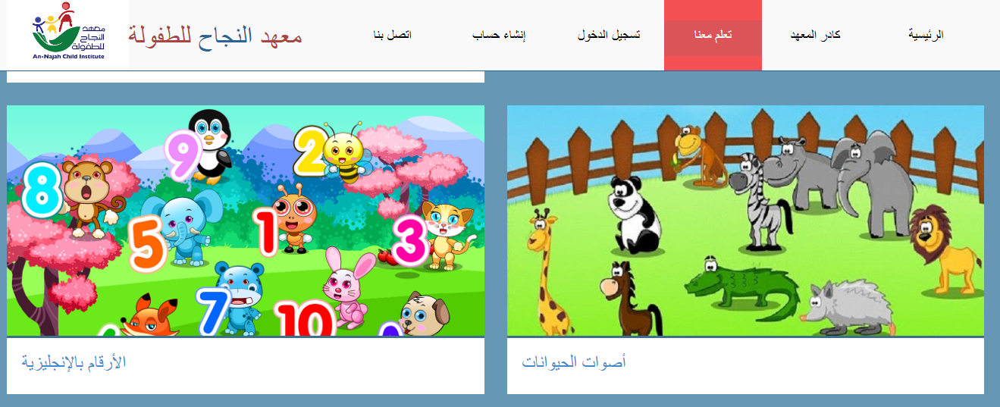 معهد
النجاح
للطفولة
An-Najah Child Institute
معهد النجاح للطفولة
الرئيسية
كادر المعهد
تعلم معنا
تسجيل الدخول
إنشاء حساب
اتصل بنا
9
2
8
5
1
3
7
10
الأرقام بالإنجليزية
أصوات الحيوانات